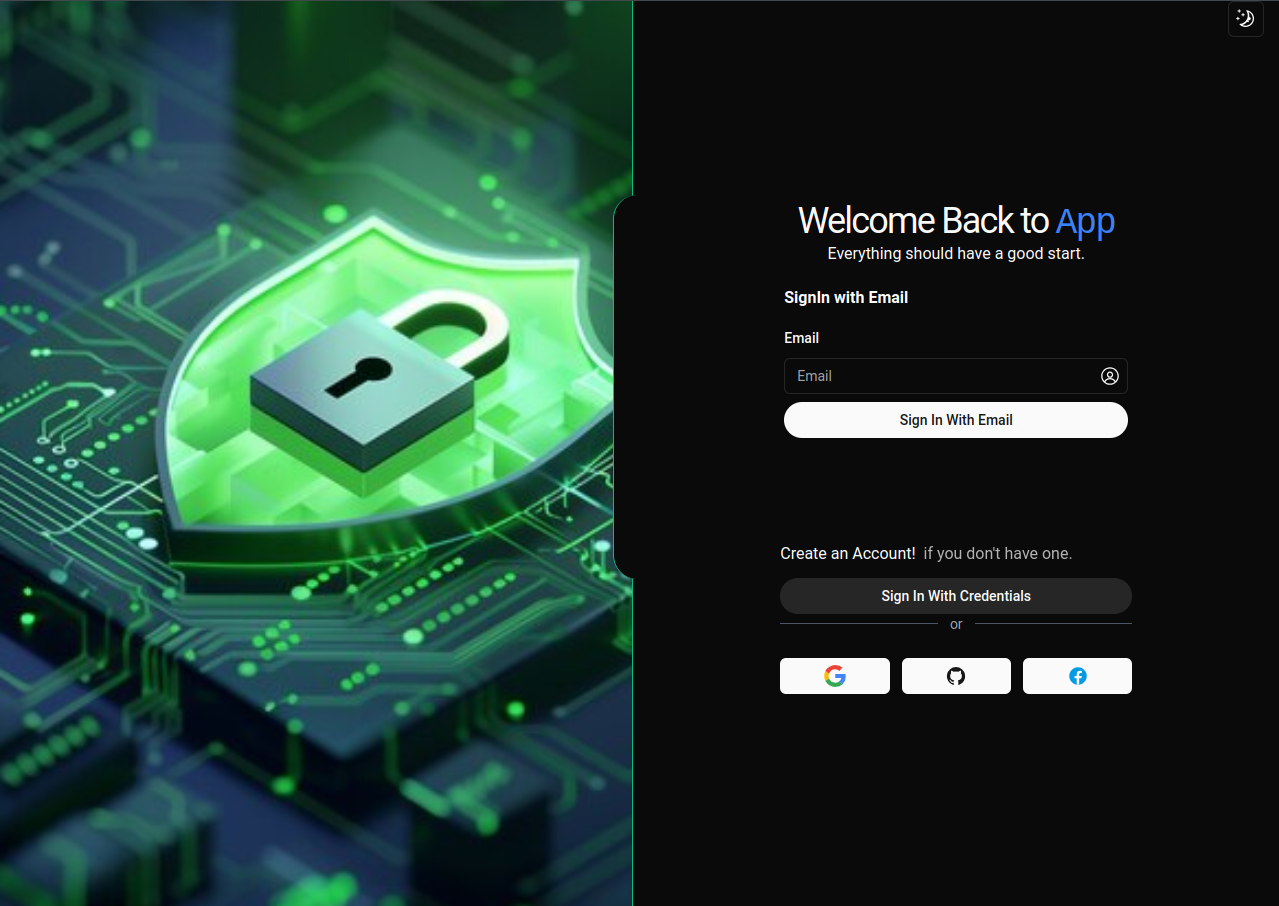 Welcome Back to App
Everything should have a good start.
SignIn with Email
Email
Email
Sign In With Email
Create an Account! if you don't have one.
Sign In With Credentials
or